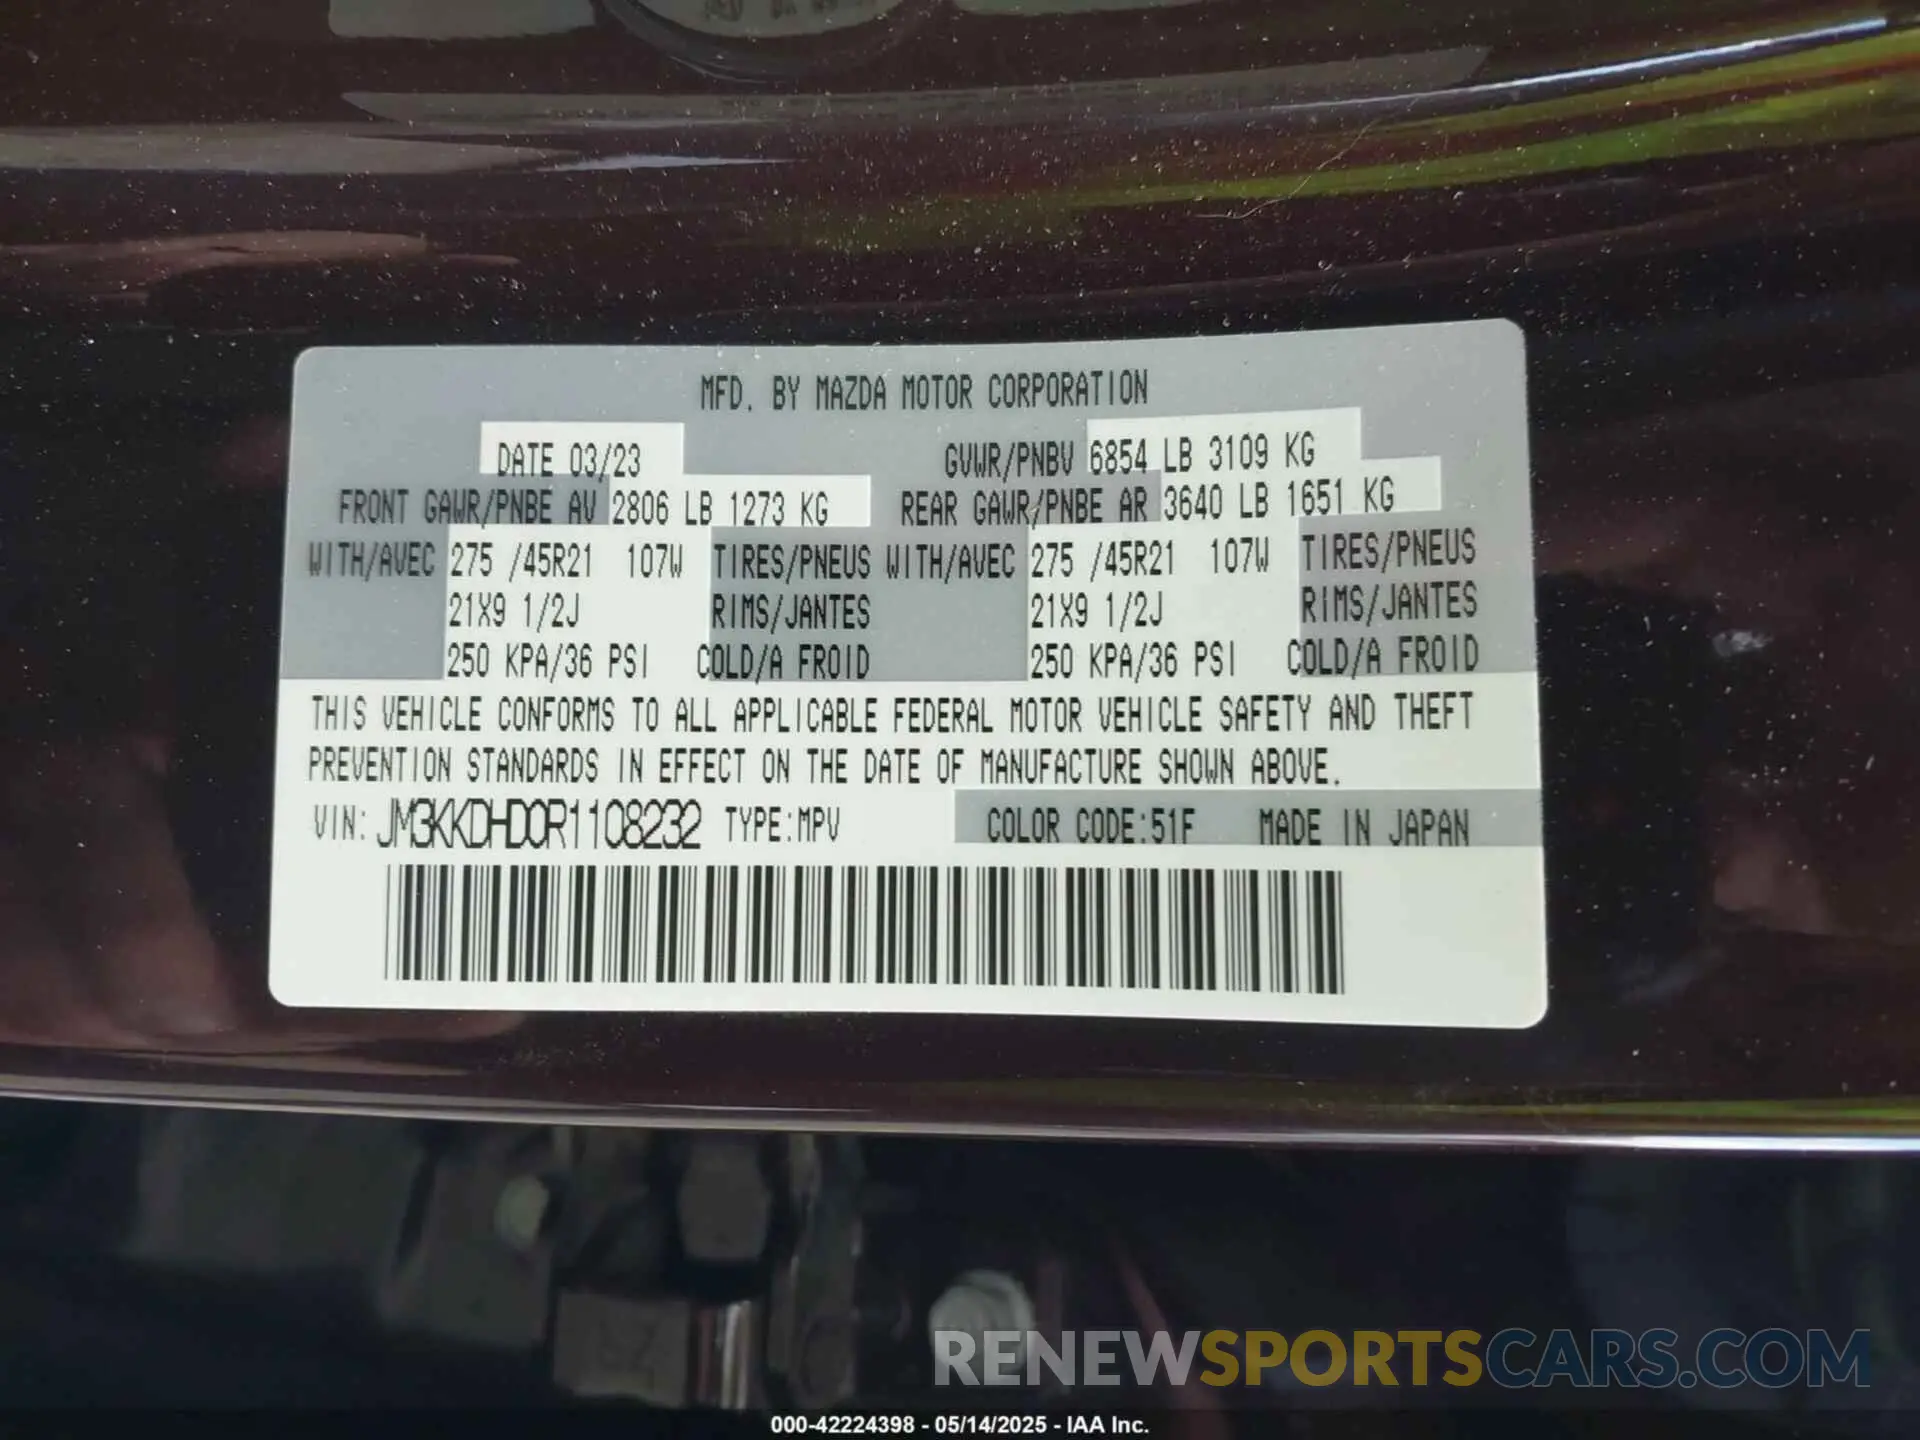 MFD. BY MAZDA MOTOR CORPORATION
DATE 03/23 GVWR/PNBV 6854 LB 3109 KG
FRONT GAWR/PNBE AV 2806 LB 1273 KG REAR GAWR/PNBE AR 3640 LB 1651 KG
WITH/AVEC 275 /45R21 107W TIRES/PNEUS WITH/AVEC 275 /45R21 107W TIRES/PNEUS
21X9 1/2J RIMS/JANTES 21X9 1/2J RIMS/JANTES
250 KPA/36 PSI COLD/A FROID 250 KPA/36 PSI COLD/A FROID
THIS VEHICLE CONFORMS TO ALL APPLICABLE FEDERAL MOTOR VEHICLE SAFETY AND THEFT
PREVENTION STANDARDS IN EFFECT ON THE DATE OF MANUFACTURE SHOWN ABOVE.
VIN: JM3KKDHD0R1108232 TYPE:MPV COLOR CODE:51F MADE IN JAPAN
RENEWSPORTSCARS.COM
000-42224398 - 05/14/2025 - IAA Inc.